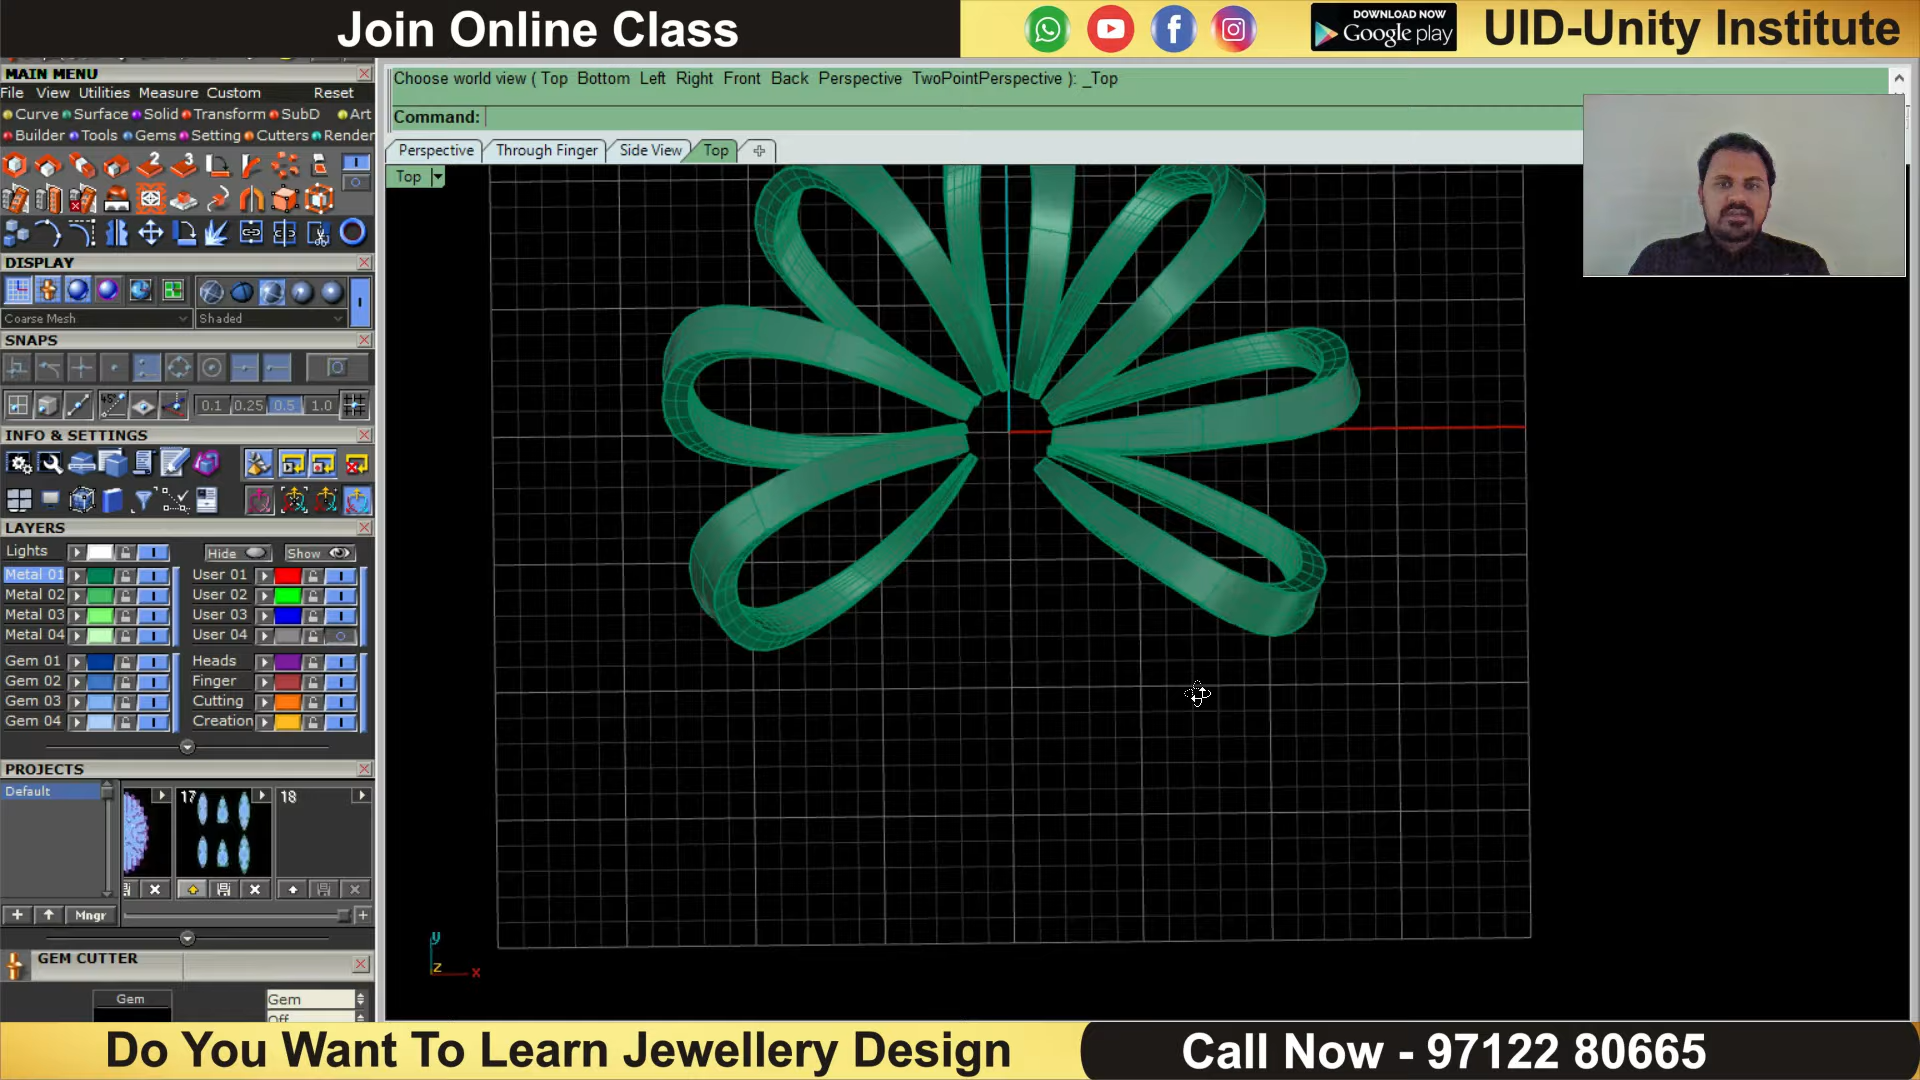 Join Online Class
DOWNLOAD NOW
Google play
UID-Unity Institute
MAIN MENU
File View Utilities Measure Custom Reset
Curve Surface Solid Transform SubD Art
Builder Tools Gems Setting Cutters Render
2 3
DISPLAY
Coarse Mesh Shaded
SNAPS
45°
0.1 0.25 0.5 1.0
INFO & SETTINGS
LAYERS
Lights Hide Show
Metal 01 User 01
Metal 02 User 02
Metal 03 User 03
Metal 04 User 04
Gem 01 Heads
Gem 02 Finger
Gem 03 Cutting
Gem 04 Creation
PROJECTS
Default 17 18
Mngr
GEM CUTTER
Gem Gem
Off
Choose world view ( Top Bottom Left Right Front Back Perspective TwoPointPerspective ): _Top
Command:
Perspective Through Finger Side View Top
Top
y
z x
Do You Want To Learn Jewellery Design
Call Now - 97122 80665